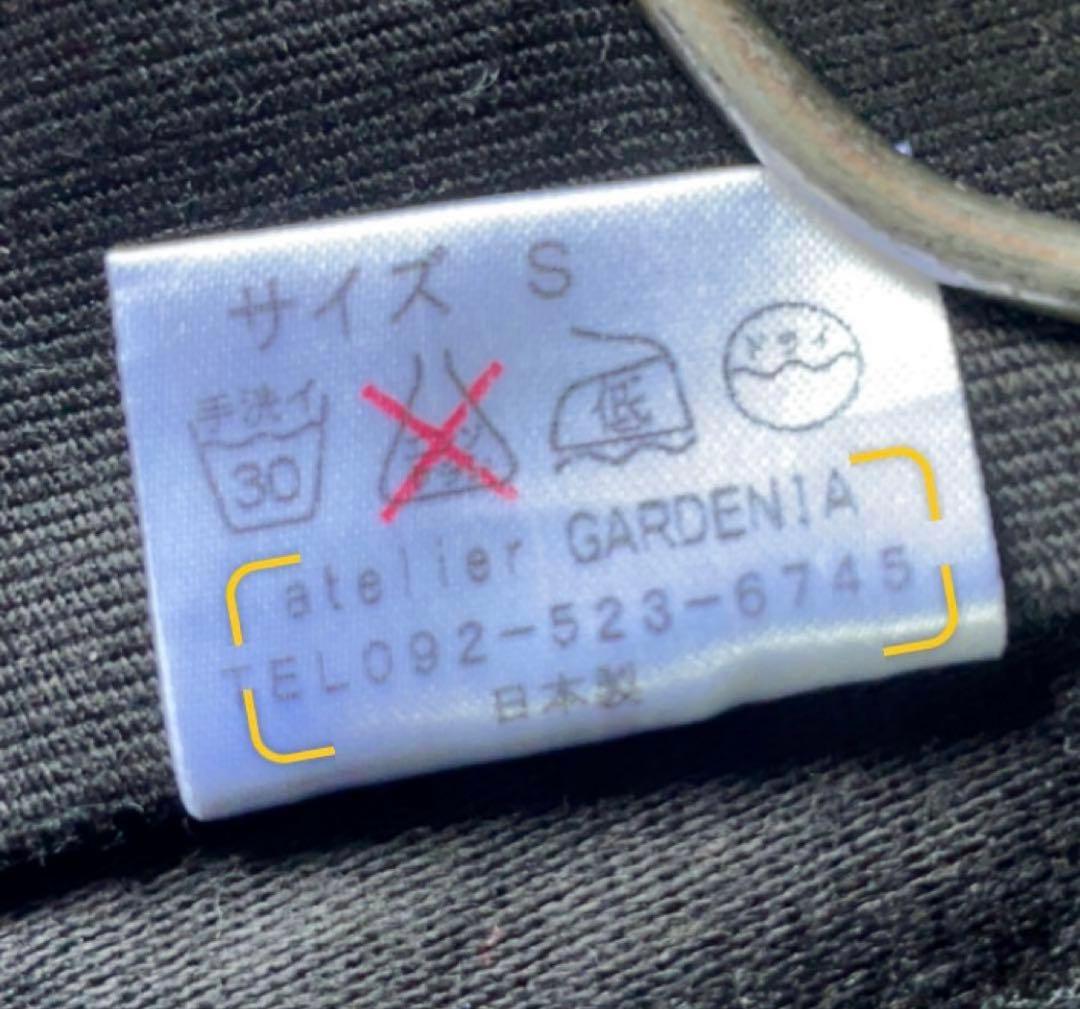 サイズ S
手洗イ 30 低 ドライ
atelier GARDENIA
TEL092-523-6745
日本製